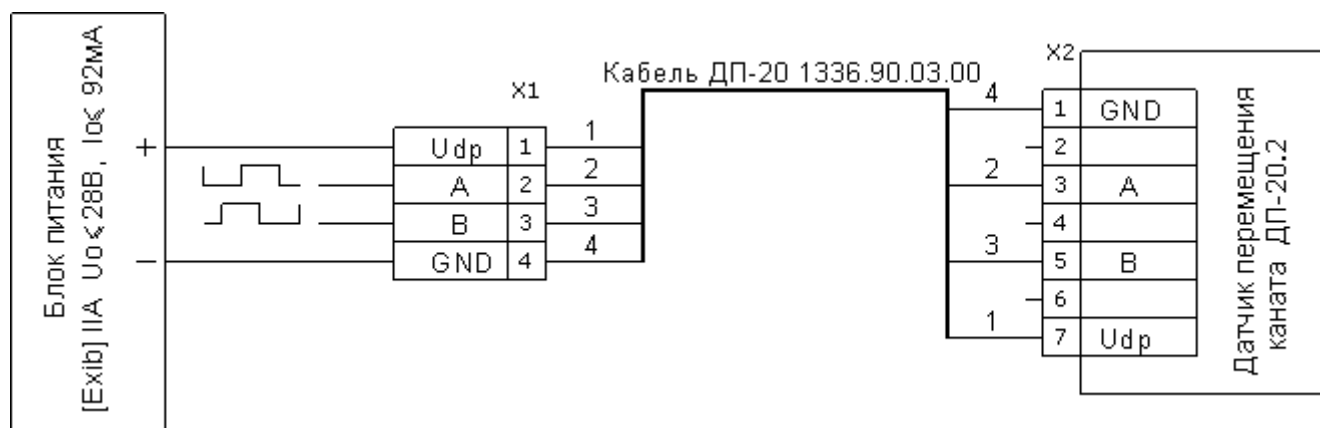 Блок питания
[Exib] IIА Uo⩽28В, Io⩽ 92мА
+
−
X1
Udp 1
A 2
B 3
GND 4
1
2
3
4
Кабель ДП-20 1336.90.03.00
4
2
3
1
X2
1 GND
2
3 A
4
5 B
6
7 Udp
Датчик перемещения
каната ДП-20.2